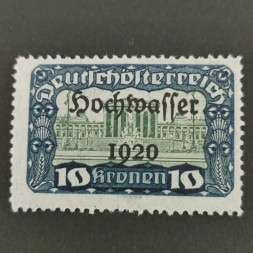 Deutschösterreich
Hochwasser
1920
10 Kronen 10